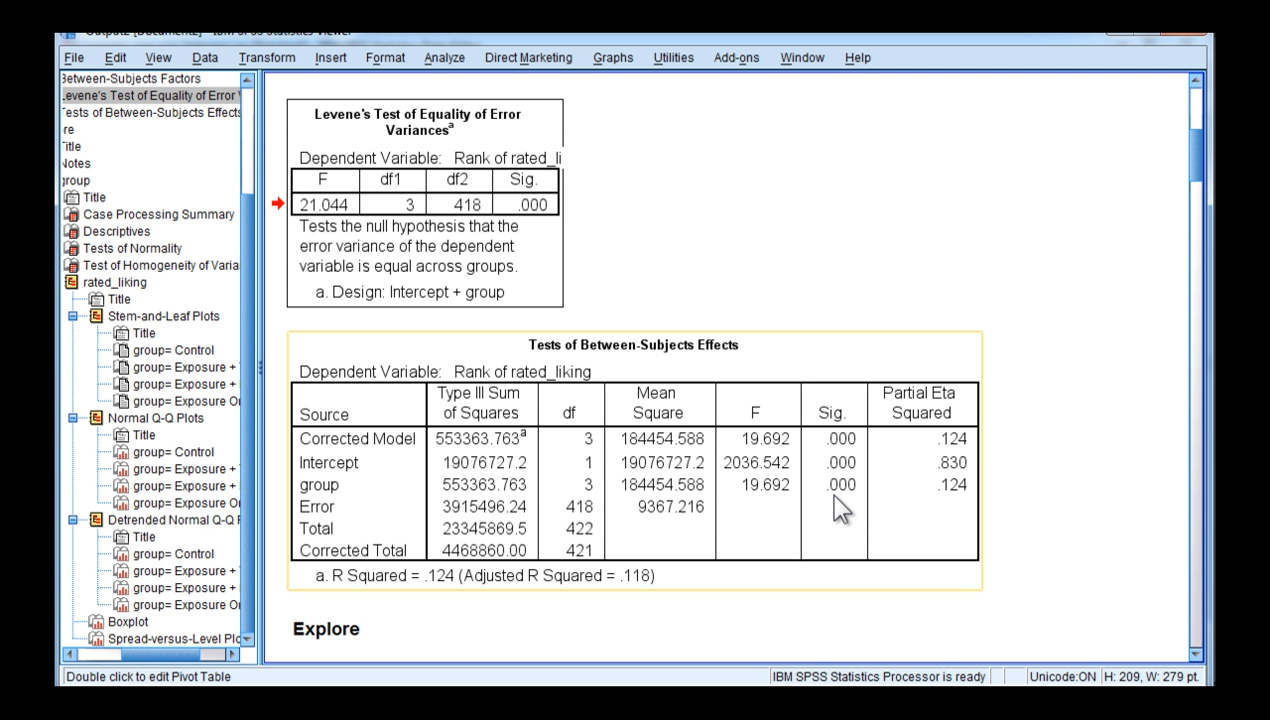 Output2 [Document2] - IBM SPSS Statistics Viewer
File Edit View Data Transform Insert Format Analyze Direct Marketing Graphs Utilities Add-ons Window Help
Between-Subjects Factors
Levene's Test of Equality of Error
Tests of Between-Subjects Effects
re
Title
Notes
group
Title
Case Processing Summary
Descriptives
Tests of Normality
Test of Homogeneity of Varia
rated_liking
Title
Stem-and-Leaf Plots
Title
group= Control
group= Exposure +
group= Exposure +
group= Exposure O
Normal Q-Q Plots
Title
group= Control
group= Exposure +
group= Exposure +
group= Exposure O
Detrended Normal Q-Q
Title
group= Control
group= Exposure +
group= Exposure +
group= Exposure O
Boxplot
Spread-versus-Level Plo
Levene's Test of Equality of Error
Variancesa
Dependent Variable: Rank of rated_li
F df1 df2 Sig.
21.044 3 418 .000
Tests the null hypothesis that the
error variance of the dependent
variable is equal across groups.
a. Design: Intercept + group
Tests of Between-Subjects Effects
Dependent Variable: Rank of rated_liking
Source Type III Sum of Squares df Mean Square F Sig. Partial Eta Squared
Corrected Model 553363.763a 3 184454.588 19.692 .000 .124
Intercept 19076727.2 1 19076727.2 2036.542 .000 .830
group 553363.763 3 184454.588 19.692 .000 .124
Error 3915496.24 418 9367.216
Total 23345869.5 422
Corrected Total 4468860.00 421
a. R Squared = .124 (Adjusted R Squared = .118)
Explore
Double click to edit Pivot Table
IBM SPSS Statistics Processor is ready
Unicode:ON H: 209, W: 279 pt.